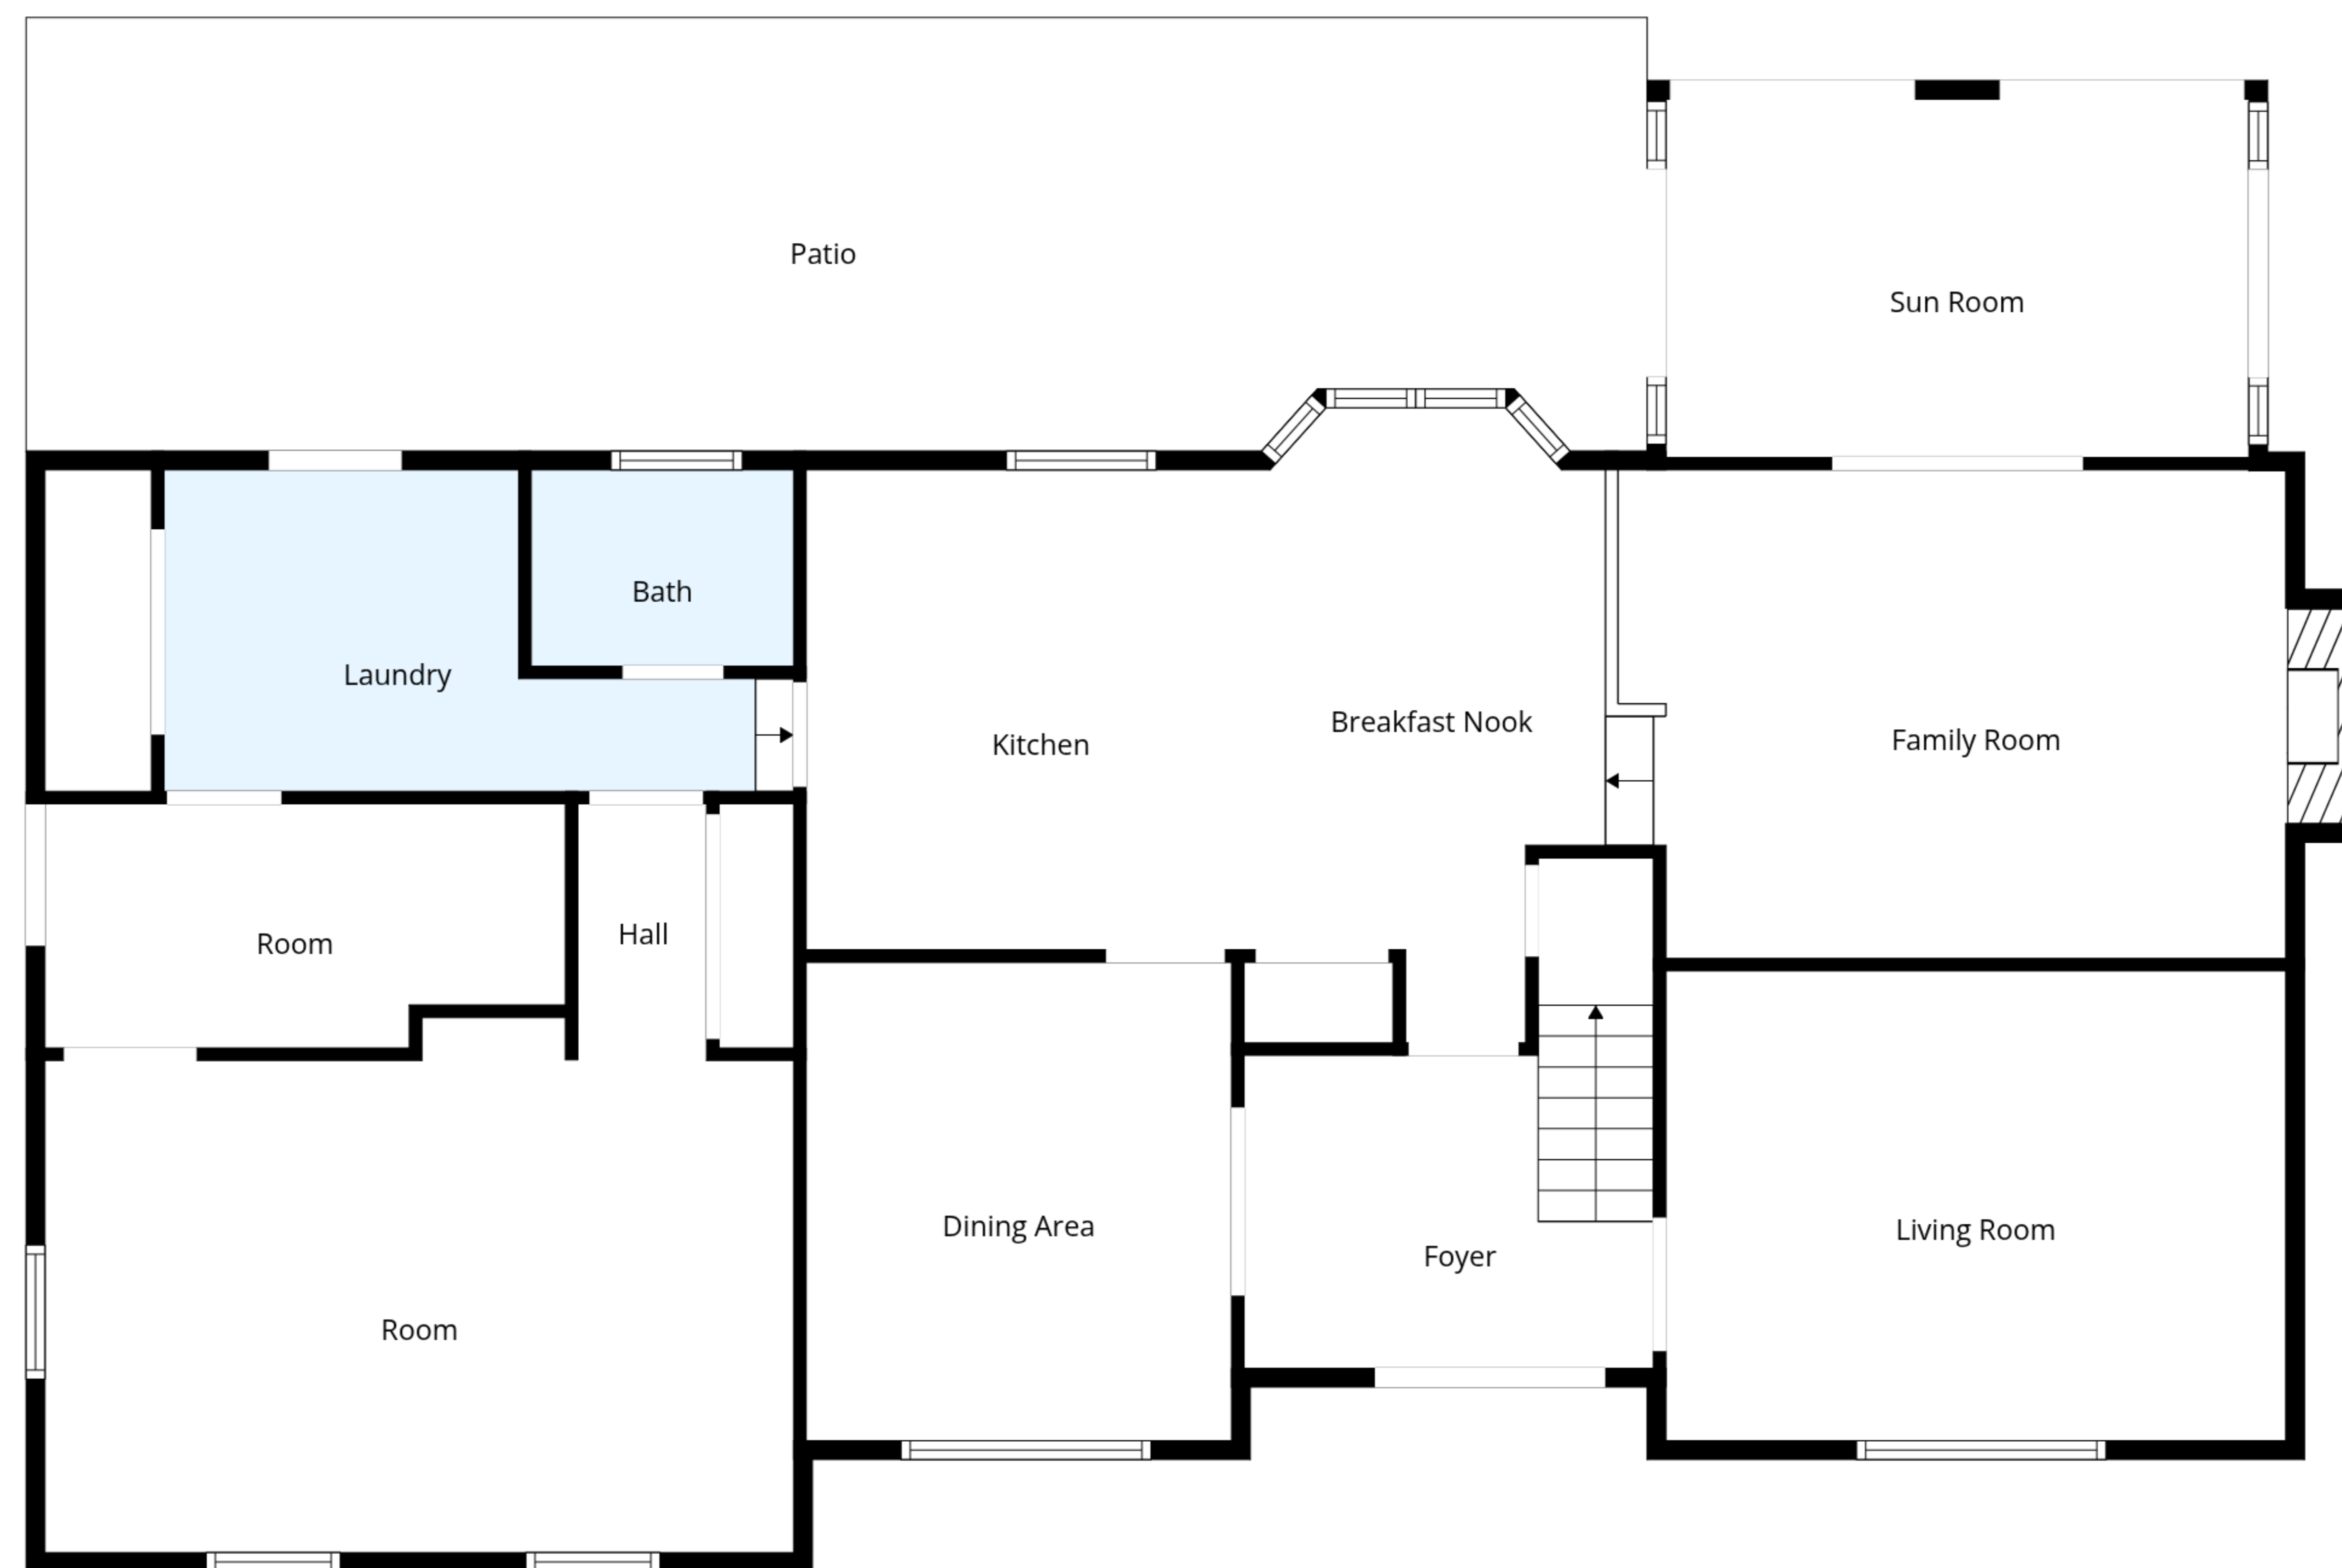 Patio
Sun Room
Bath
Laundry
Breakfast Nook
Kitchen
Family Room
Hall
Room
Dining Area
Living Room
Foyer
Room